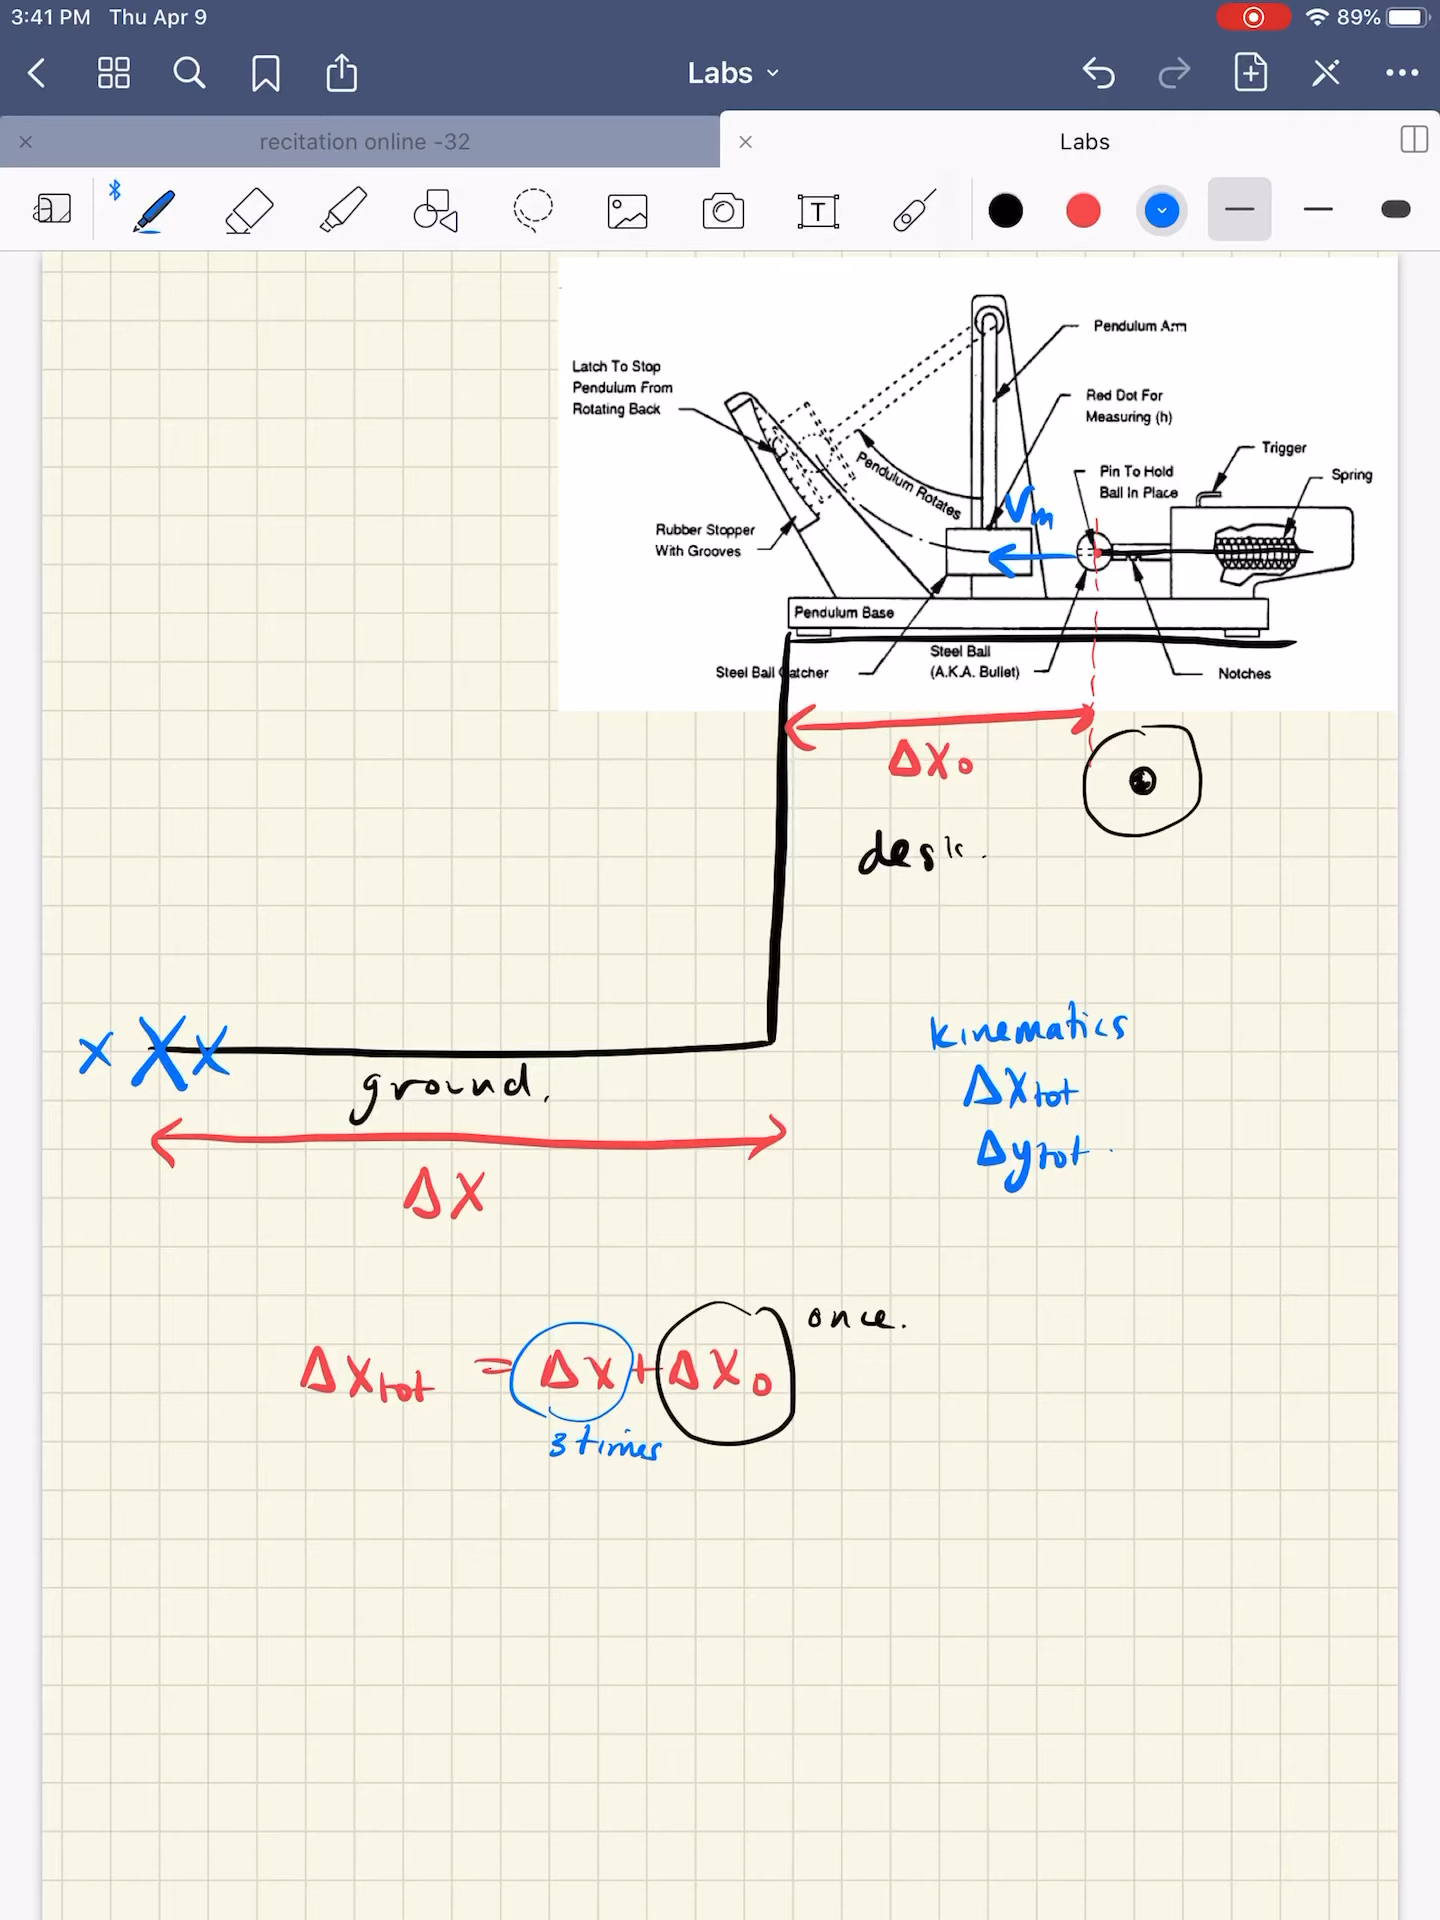 3:41 PM Thu Apr 9
89%
Labs
recitation online -32
Labs
T
Pendulum Arm
Latch To Stop
Pendulum From
Rotating Back
Red Dot For
Measuring (h)
Trigger
Pin To Hold
Ball In Place
Spring
Pendulum Rotates
Vm
Rubber Stopper
With Grooves
Pendulum Base
Steel Ball
(A.K.A. Bullet)
Steel Ball Catcher
Notches
ΔX₀
desk.
kinematics
ΔXtot
Δytot.
x X x
ground.
ΔX
once.
ΔXtot = ΔX + ΔX₀
3 times